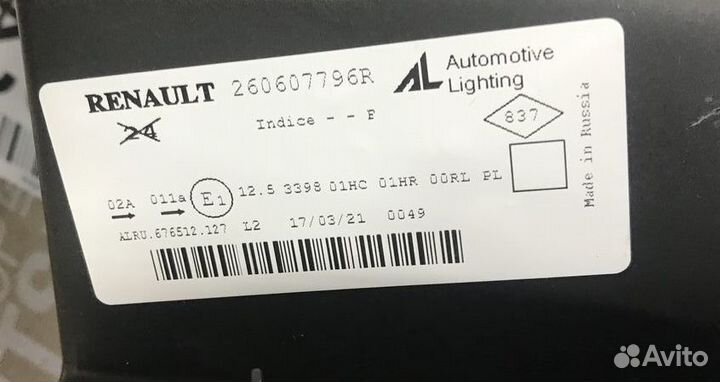 RENAULT 260607796R AL Automotive Lighting
24
Indice - - F
837
Made in Russia
02A 011a E1 12.5 3398 01HC 01HR 00RL PL
ALRU.676512.127 L2 17/03/21 0049
Avito